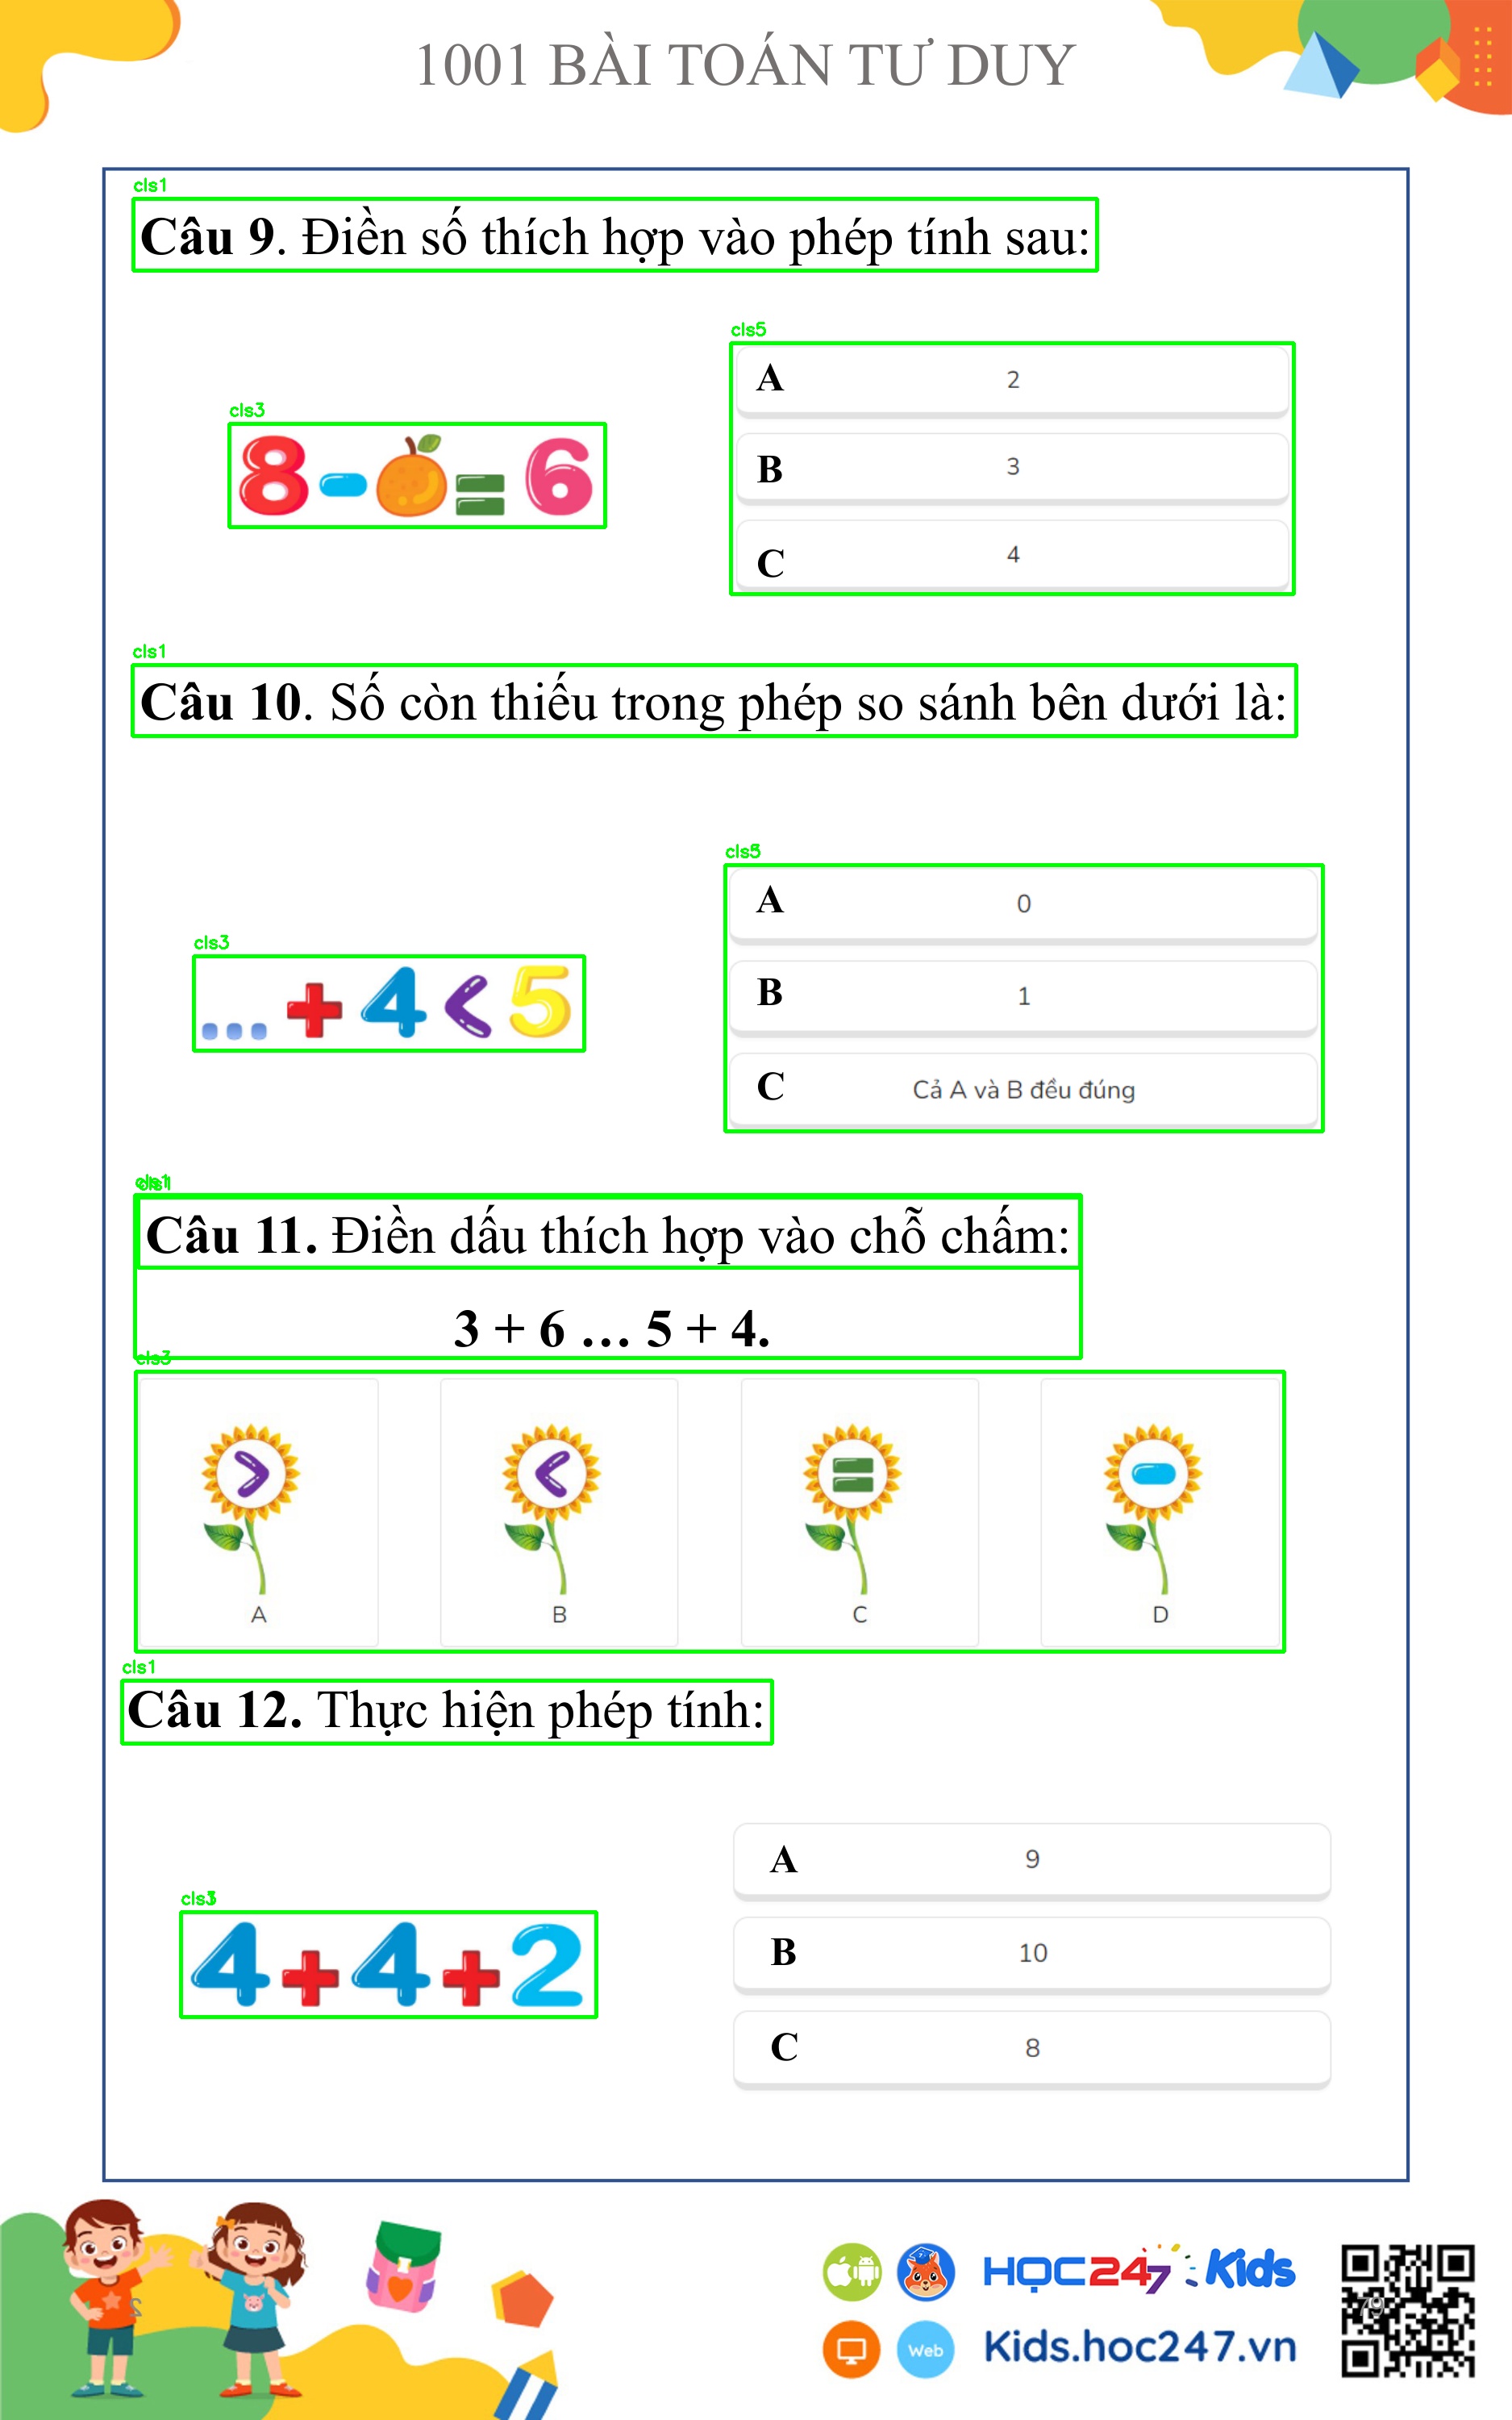 1001 BÀI TOÁN TƯ DUY
cls1
Câu 9. Điền số thích hợp vào phép tính sau:
cls3
8 - = 6
cls5
A 2
B 3
C 4
cls1
Câu 10. Số còn thiếu trong phép so sánh bên dưới là:
cls3
... + 4 < 5
cls5
A 0
B 1
C Cả A và B đều đúng
cls1
Câu 11. Điền dấu thích hợp vào chỗ chấm:
3 + 6 ... 5 + 4.
cls3
> < = -
A B C D
cls1
Câu 12. Thực hiện phép tính:
cls3
4+4+2
A 9
B 10
C 8
HỌC247 Kids
Web Kids.hoc247.vn
79